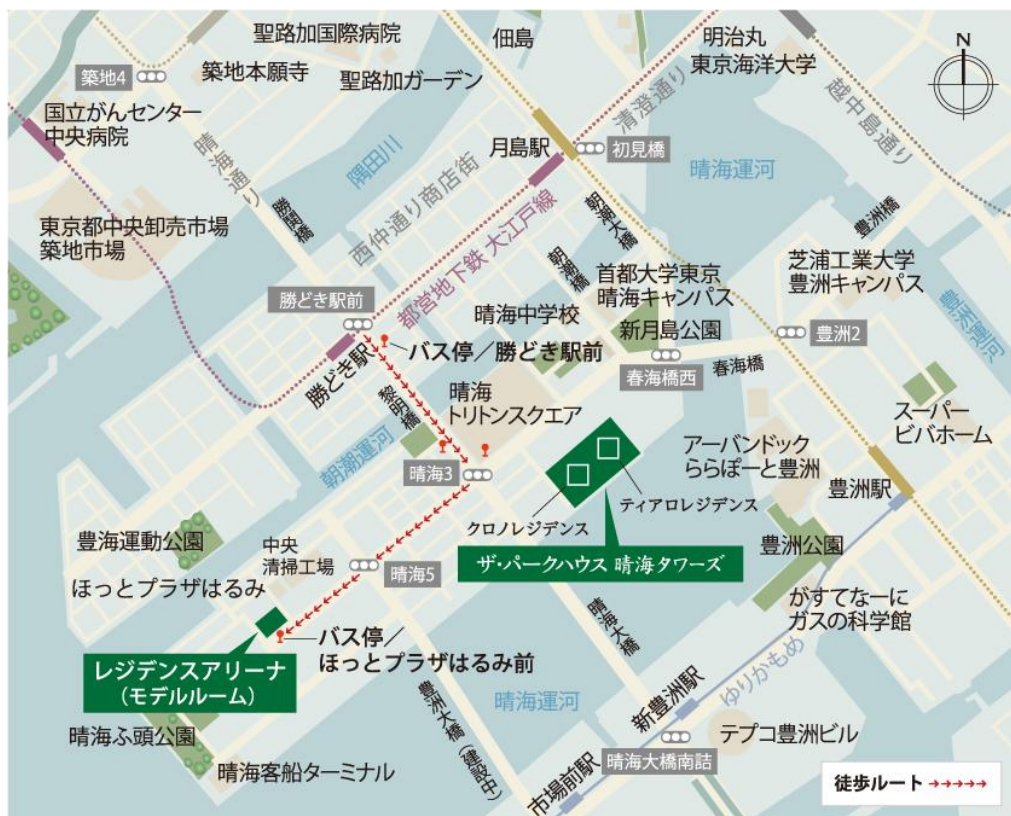 聖路加国際病院
佃島
明治丸
東京海洋大学
N
築地4
築地本願寺
聖路加ガーデン
清澄通り
越中島通り
国立がんセンター
中央病院
晴海通り
隅田川
月島駅
初見橋
晴海運河
西仲通り商店街
勝鬨橋
都営地下鉄 大江戸線
朝潮大橋
朝潮橋
豊洲橋
東京都中央卸売市場
築地市場
首都大学東京
晴海キャンパス
芝浦工業大学
豊洲キャンパス
豊洲運河
勝どき駅前
晴海中学校
新月島公園
豊洲2
勝どき駅
バス停／勝どき駅前
春海橋西
春海橋
黎明橋
晴海
トリトンスクエア
スーパー
ビバホーム
朝潮運河
晴海3
アーバンドック
ららぽーと豊洲
豊洲駅
クロノレジデンス
ティアロレジデンス
豊海運動公園
中央
清掃工場
晴海5
ザ・パークハウス 晴海タワーズ
豊洲公園
ほっとプラザはるみ
がすてなーに
ガスの科学館
バス停／
ほっとプラザはるみ前
晴海大橋
レジデンスアリーナ
（モデルルーム）
豊洲大橋（建設中）
晴海運河
新豊洲駅
ゆりかもめ
晴海ふ頭公園
テプコ豊洲ビル
晴海客船ターミナル
市場前駅
晴海大橋南詰
徒歩ルート